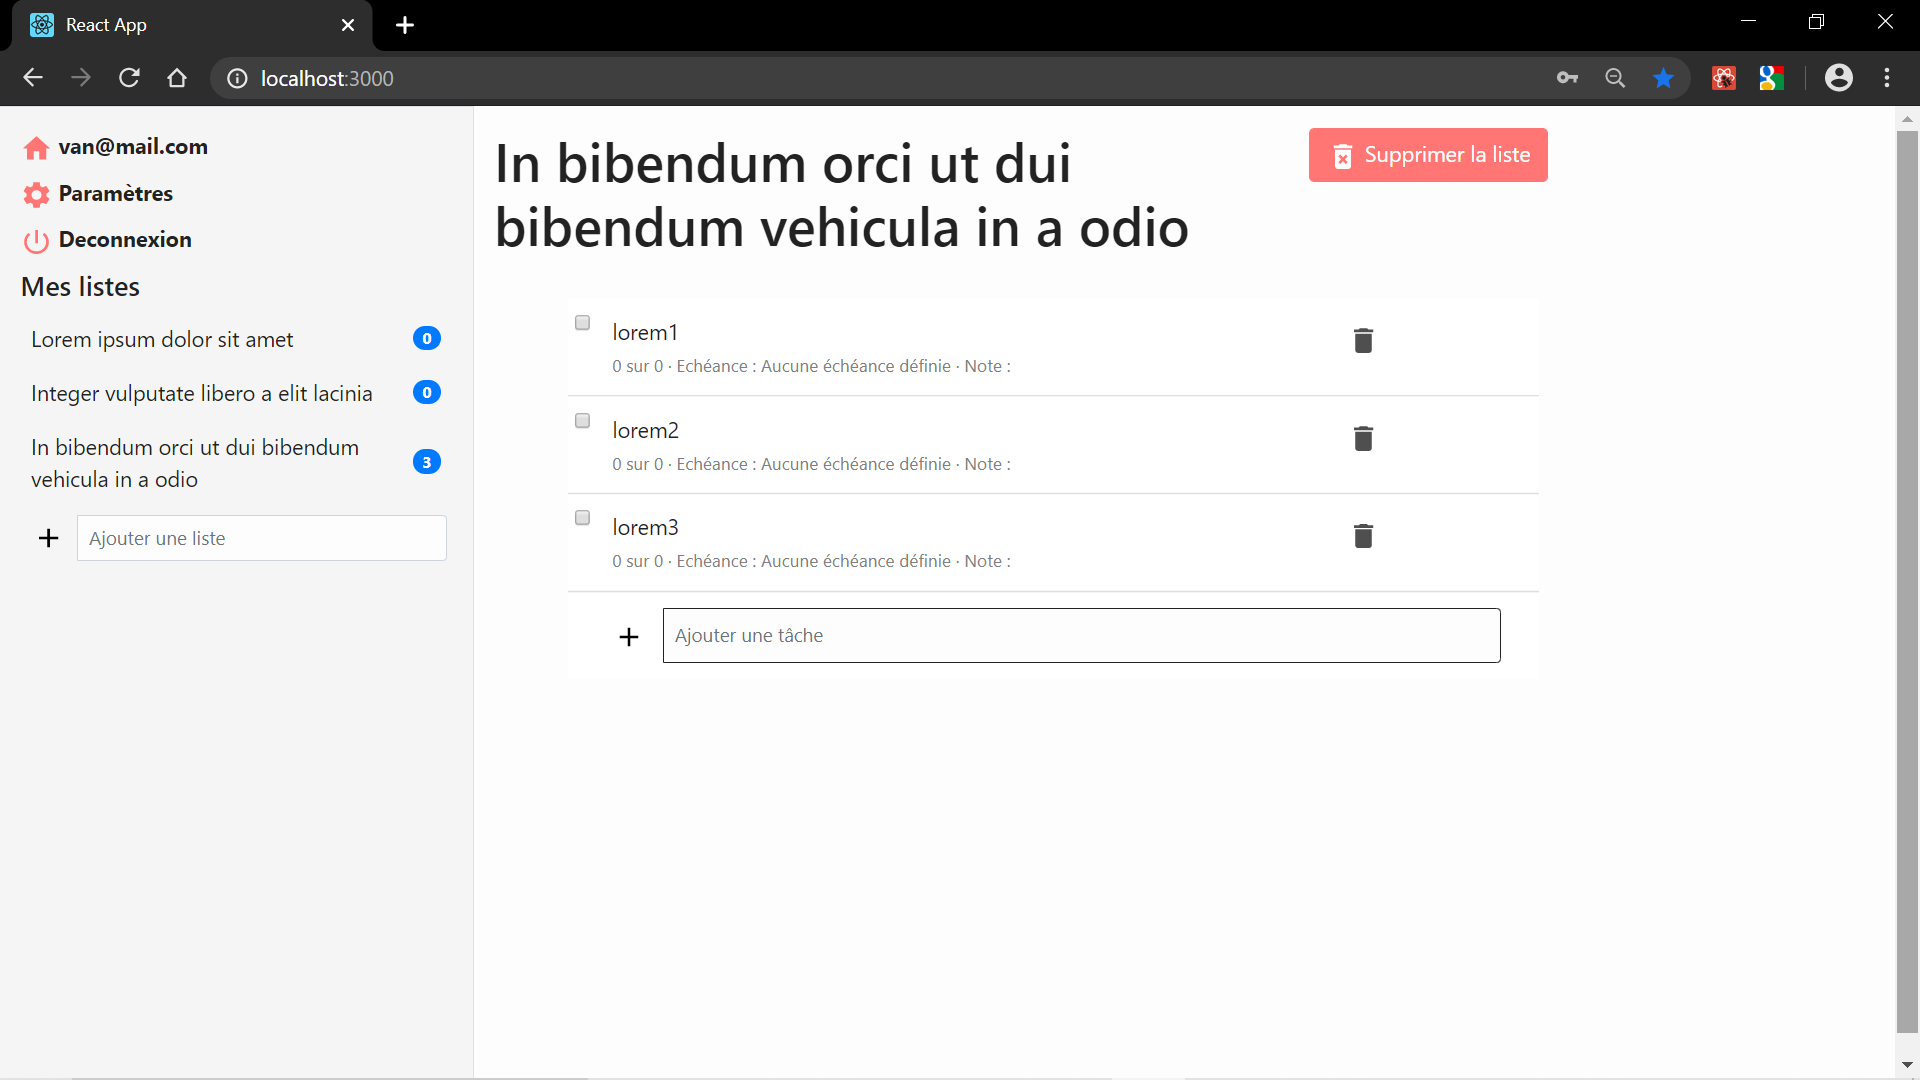 React App
localhost:3000
van@mail.com
Paramètres
Deconnexion
Mes listes
Lorem ipsum dolor sit amet 0
Integer vulputate libero a elit lacinia 0
In bibendum orci ut dui bibendum
vehicula in a odio 3
Ajouter une liste
In bibendum orci ut dui
bibendum vehicula in a odio
Supprimer la liste
lorem1
0 sur 0 · Echéance : Aucune échéance définie · Note :
lorem2
0 sur 0 · Echéance : Aucune échéance définie · Note :
lorem3
0 sur 0 · Echéance : Aucune échéance définie · Note :
Ajouter une tâche